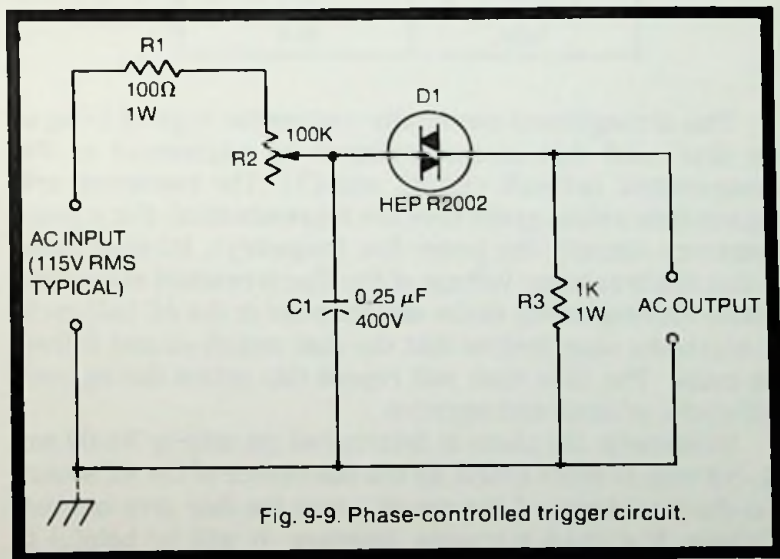 R1
100Ω
1W
100K
R2
D1
HEP R2002
AC INPUT
(115V RMS
TYPICAL)
C1
0.25 μF
400V
R3
1K
1W
AC OUTPUT
Fig. 9-9. Phase-controlled trigger circuit.